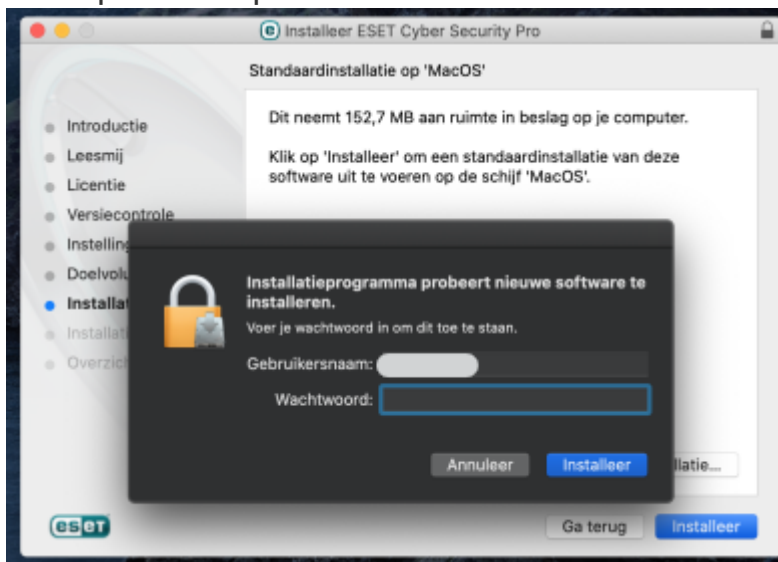 Installeer ESET Cyber Security Pro
Standaardinstallatie op 'MacOS'
Introductie
Leesmij
Licentie
Versiecontrole
Dit neemt 152,7 MB aan ruimte in beslag op je computer.
Klik op 'Installeer' om een standaardinstallatie van deze
software uit te voeren op de schijf 'MacOS'.
Installatieprogramma probeert nieuwe software te
installeren.
Voer je wachtwoord in om dit toe te staan.
Gebruikersnaam:
Wachtwoord:
Annuleer Installeer
eset
Ga terug Installeer